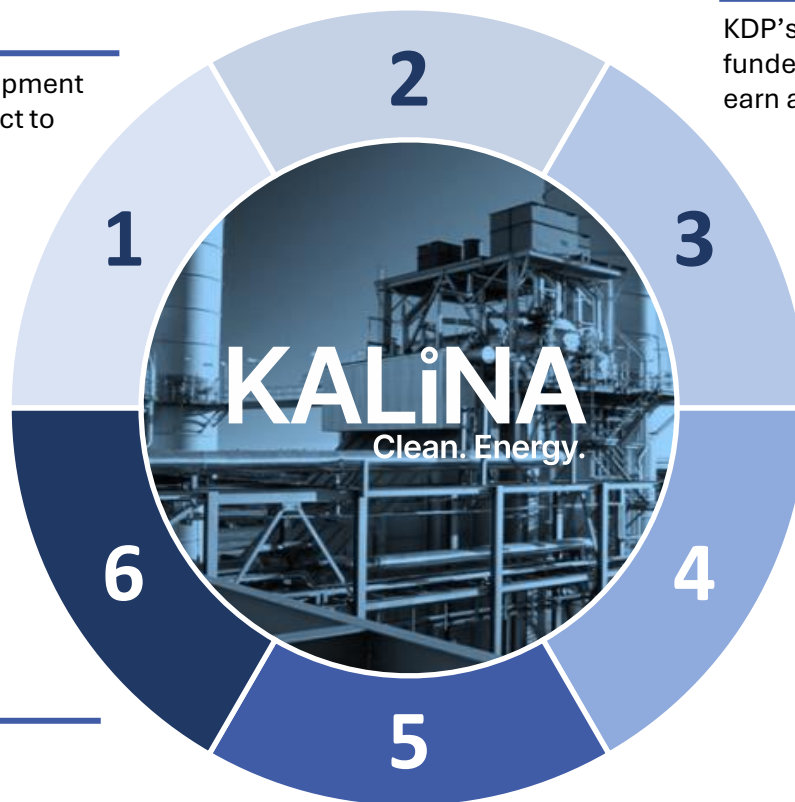 pment
ct to
KDP's
funde
earn a
2
1
3
KALiNA
Clean. Energy.
6
4
5